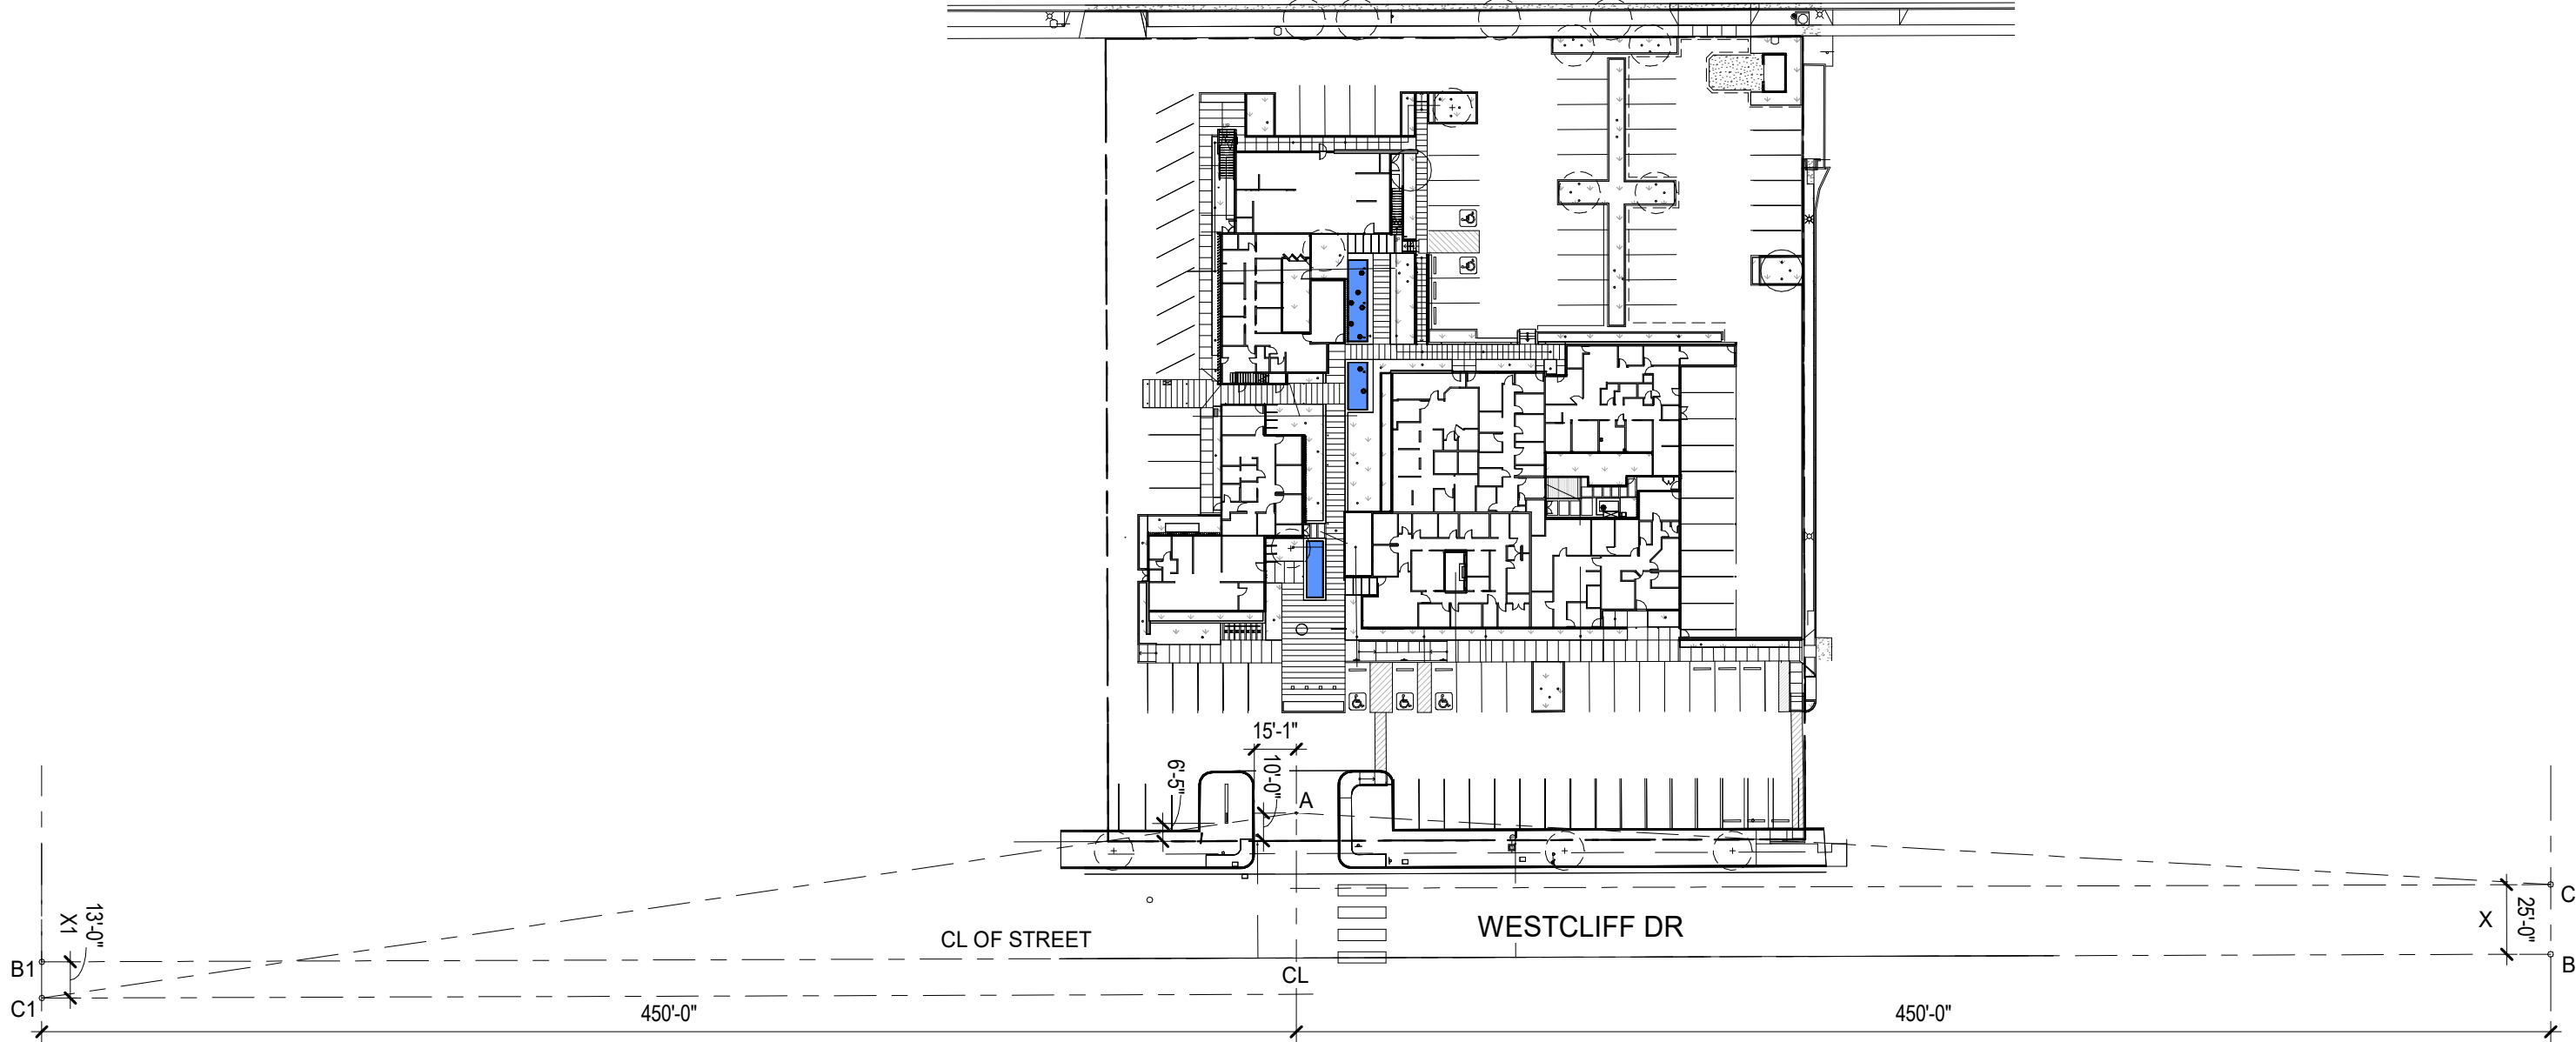 15'-1"
6'-5"
10'-0"
A
13'-0"
X1
CL OF STREET
WESTCLIFF DR
C
X
25'-0"
B1
CL
B
C1
450'-0"
450'-0"